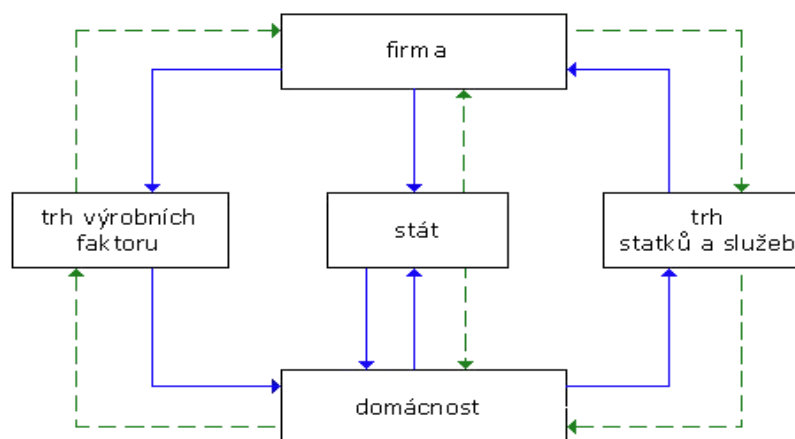 firma
trh výrobních
faktoru
stát
trh
statků a služeb
domácnost